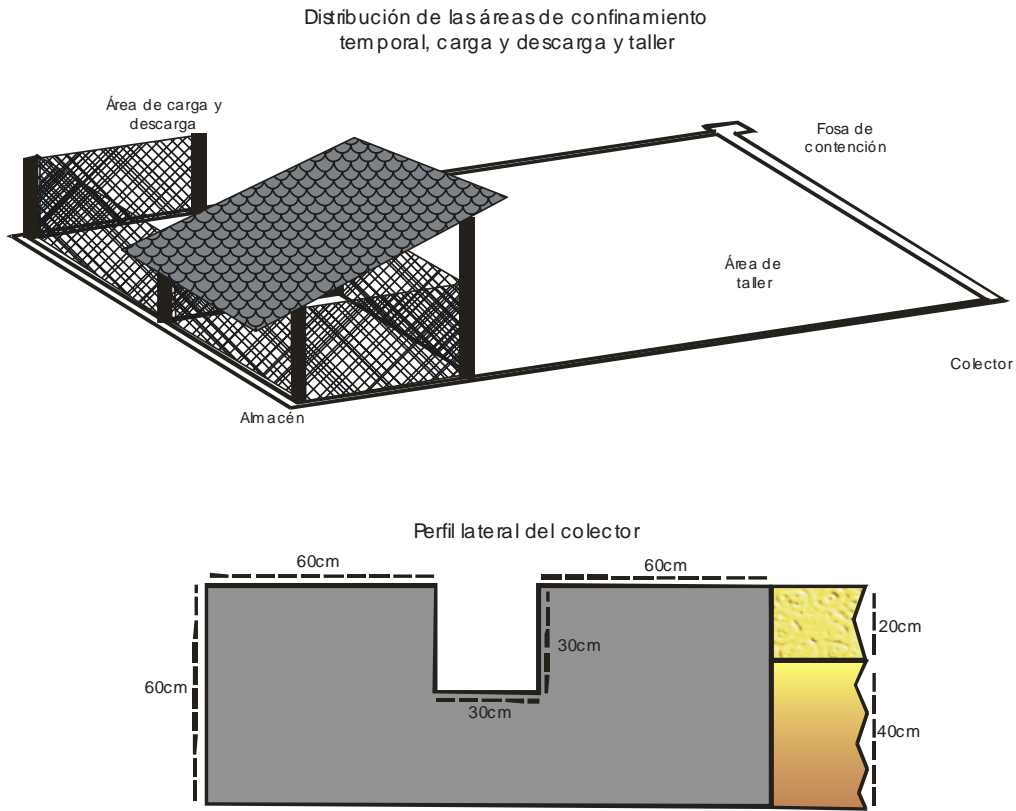 Distribución de las áreas de confinamiento
temporal, carga y descarga y taller
Área de carga y
descarga
Fosa de
contención
Área de
taller
Colector
Almacén
Perfil lateral del colector
60cm
60cm
20cm
30cm
60cm
30cm
40cm